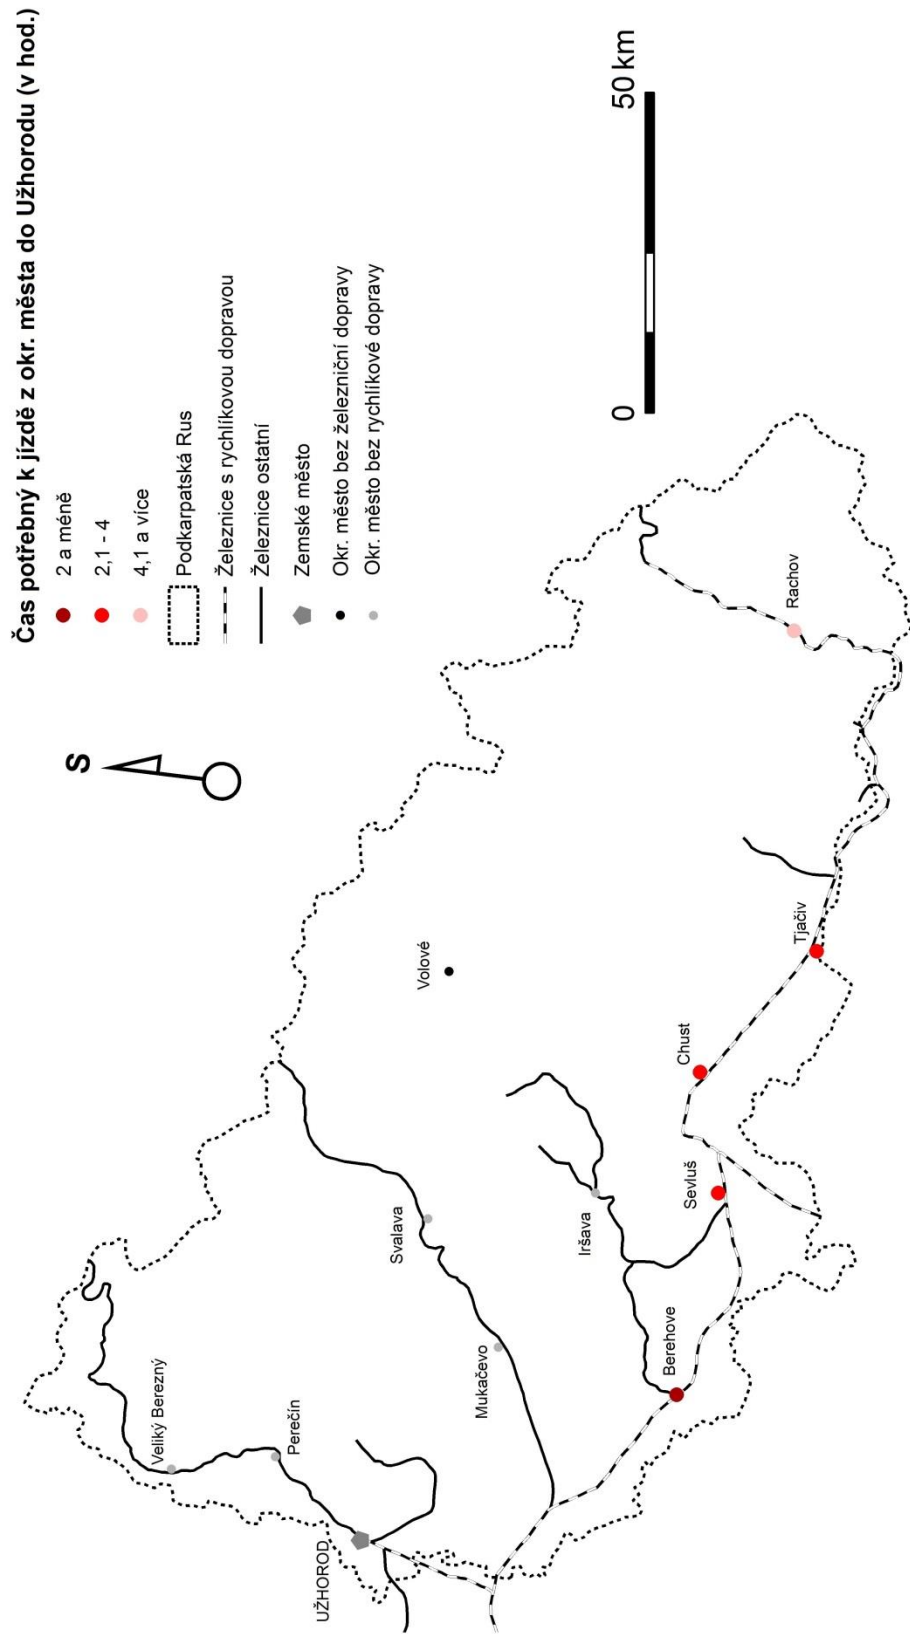 Čas potřebný k jízdě z okr. města do Užhorodu (v hod.)
2 a méně
2,1 - 4
4,1 a více
Podkarpatská Rus
Železnice s rychlíkovou dopravou
Železnice ostatní
Zemské město
Okr. město bez železniční dopravy
Okr. město bez rychlíkové dopravy
S
0
50 km
Veliký Berezný
Perečín
UŽHOROD
Svalava
Mukačevo
Volové
Iršava
Berehove
Sevluš
Chust
Tjačiv
Rachov